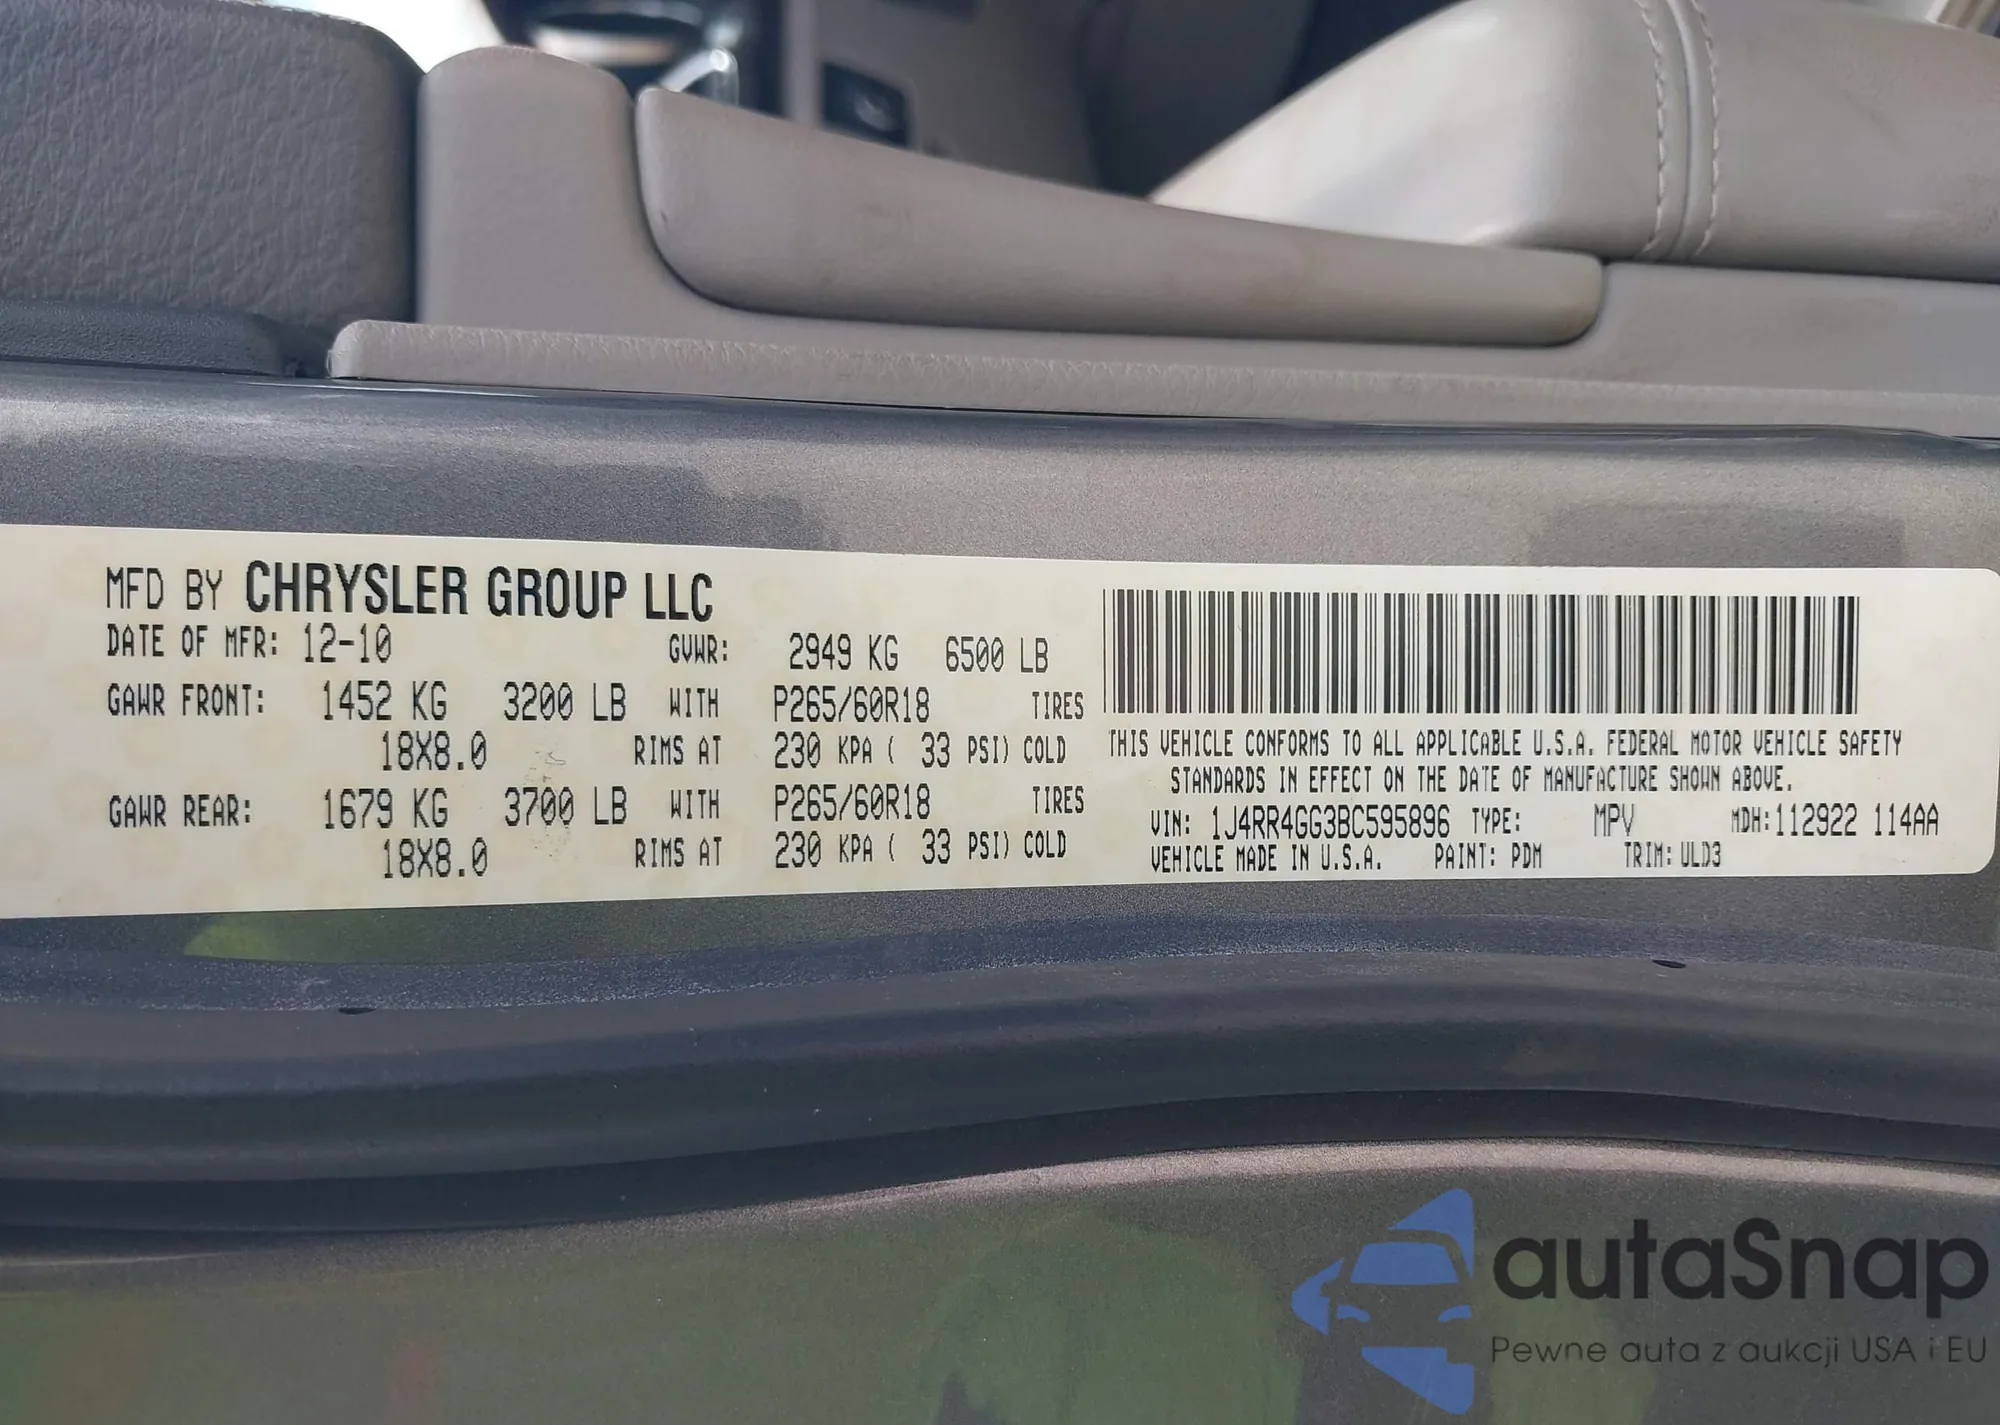 MFD BY CHRYSLER GROUP LLC
DATE OF MFR: 12-10 GVWR: 2949 KG 6500 LB
GAWR FRONT: 1452 KG 3200 LB WITH P265/60R18 TIRES
18X8.0 RIMS AT 230 KPA ( 33 PSI) COLD
GAWR REAR: 1679 KG 3700 LB WITH P265/60R18 TIRES
18X8.0 RIMS AT 230 KPA ( 33 PSI) COLD
THIS VEHICLE CONFORMS TO ALL APPLICABLE U.S.A. FEDERAL MOTOR VEHICLE SAFETY
STANDARDS IN EFFECT ON THE DATE OF MANUFACTURE SHOWN ABOVE.
VIN: 1J4RR4GG3BC595896 TYPE: MPV MDH: 112922 114AA
VEHICLE MADE IN U.S.A. PAINT: PDM TRIM: ULD3
autaSnap
Pewne auta z aukcji USA i EU